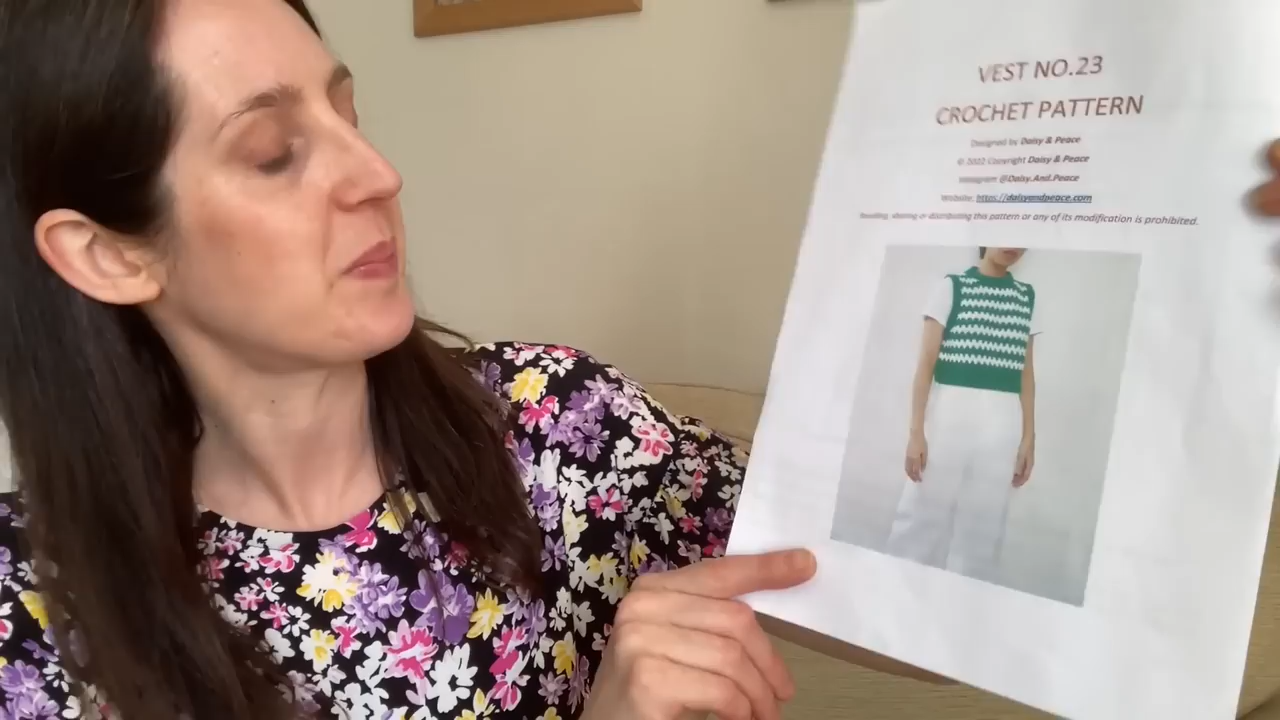 VEST NO.23
CROCHET PATTERN
Designed by Daisy & Peace
© 2022 Copyright Daisy & Peace
Instagram @Daisy.And.Peace
Website: https://daisyandpeace.com
Reselling, sharing or distributing this pattern or any of its modification is prohibited.